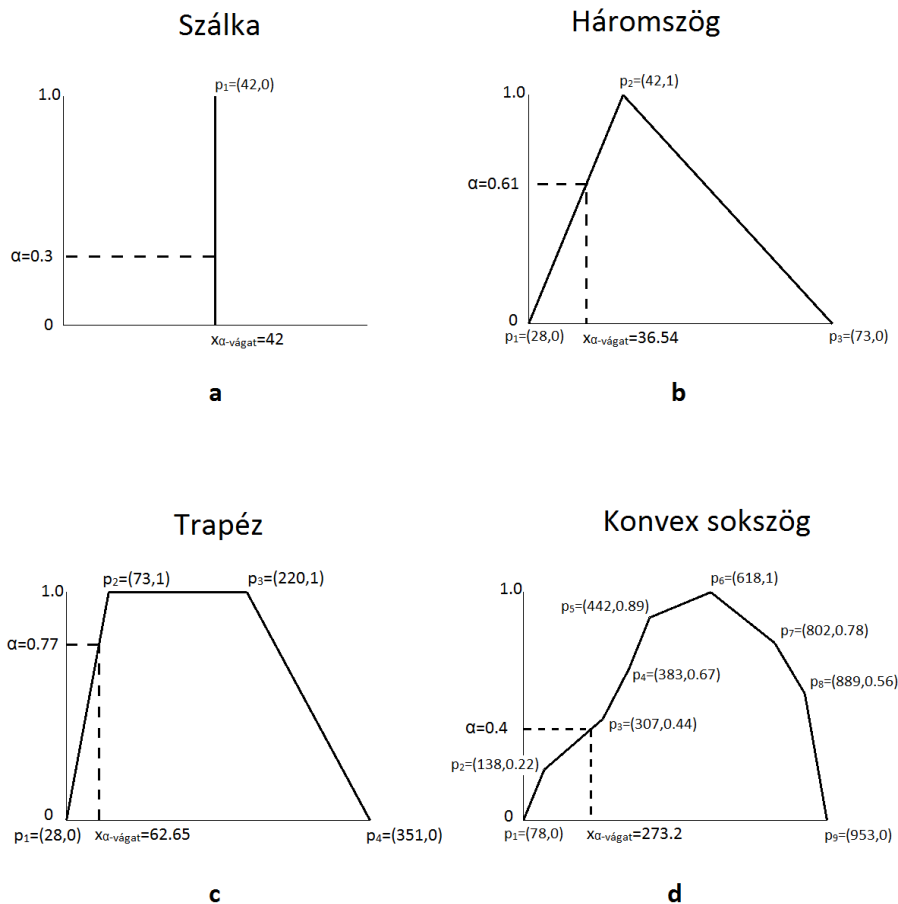 Szálka
p₁=(42,0)
1.0
α=0.3
0
xα-vágat=42
a
Háromszög
p₂=(42,1)
1.0
α=0.61
0
p₁=(28,0)
xα-vágat=36.54
p₃=(73,0)
b
Trapéz
p₂=(73,1)
p₃=(220,1)
1.0
α=0.77
0
p₁=(28,0)
xα-vágat=62.65
p₄=(351,0)
c
Konvex sokszög
p₆=(618,1)
1.0
p₅=(442,0.89)
p₇=(802,0.78)
p₄=(383,0.67)
p₈=(889,0.56)
α=0.4
p₃=(307,0.44)
p₂=(138,0.22)
0
p₁=(78,0)
xα-vágat=273.2
p₉=(953,0)
d